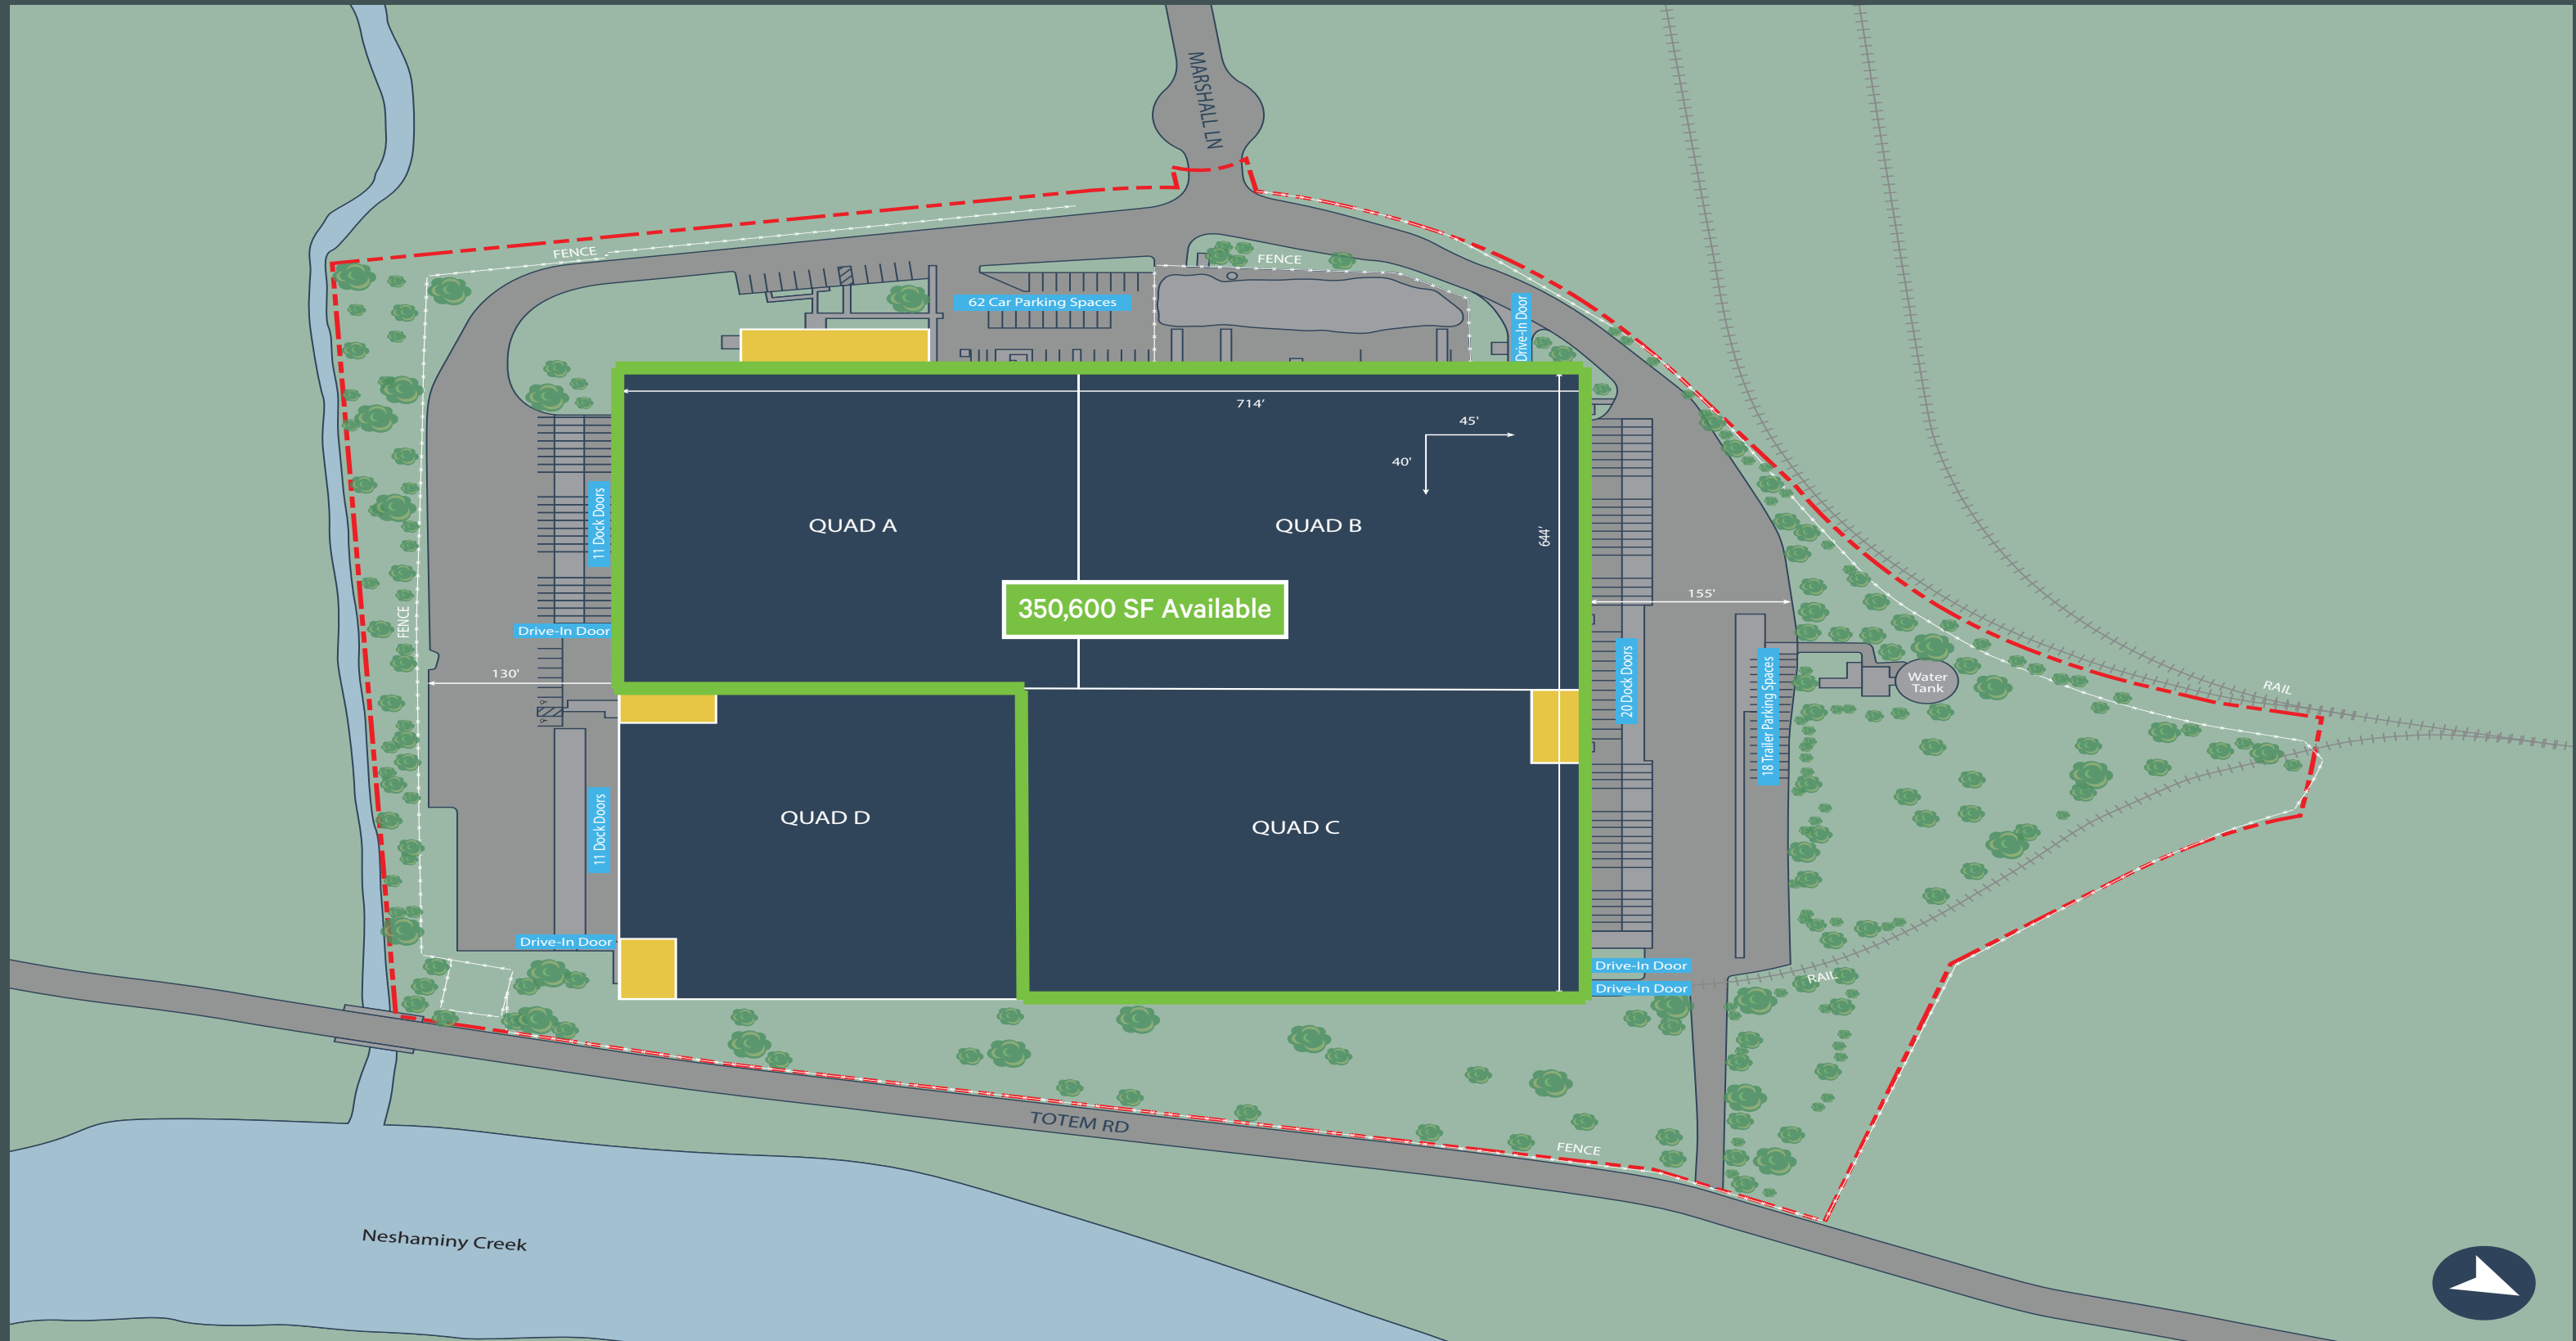 MARSHALL LN
FENCE
FENCE
62 Car Parking Spaces
Drive-In Door
714'
45'
40'
11 Dock Doors
QUAD A
QUAD B
644'
350,600 SF Available
155'
FENCE
Drive-In Door
130'
20 Dock Doors
18 Trailer Parking Spaces
Water
Tank
RAIL
11 Dock Doors
QUAD D
QUAD C
Drive-In Door
Drive-In Door
Drive-In Door
RAIL
TOTEM RD
FENCE
Neshaminy Creek